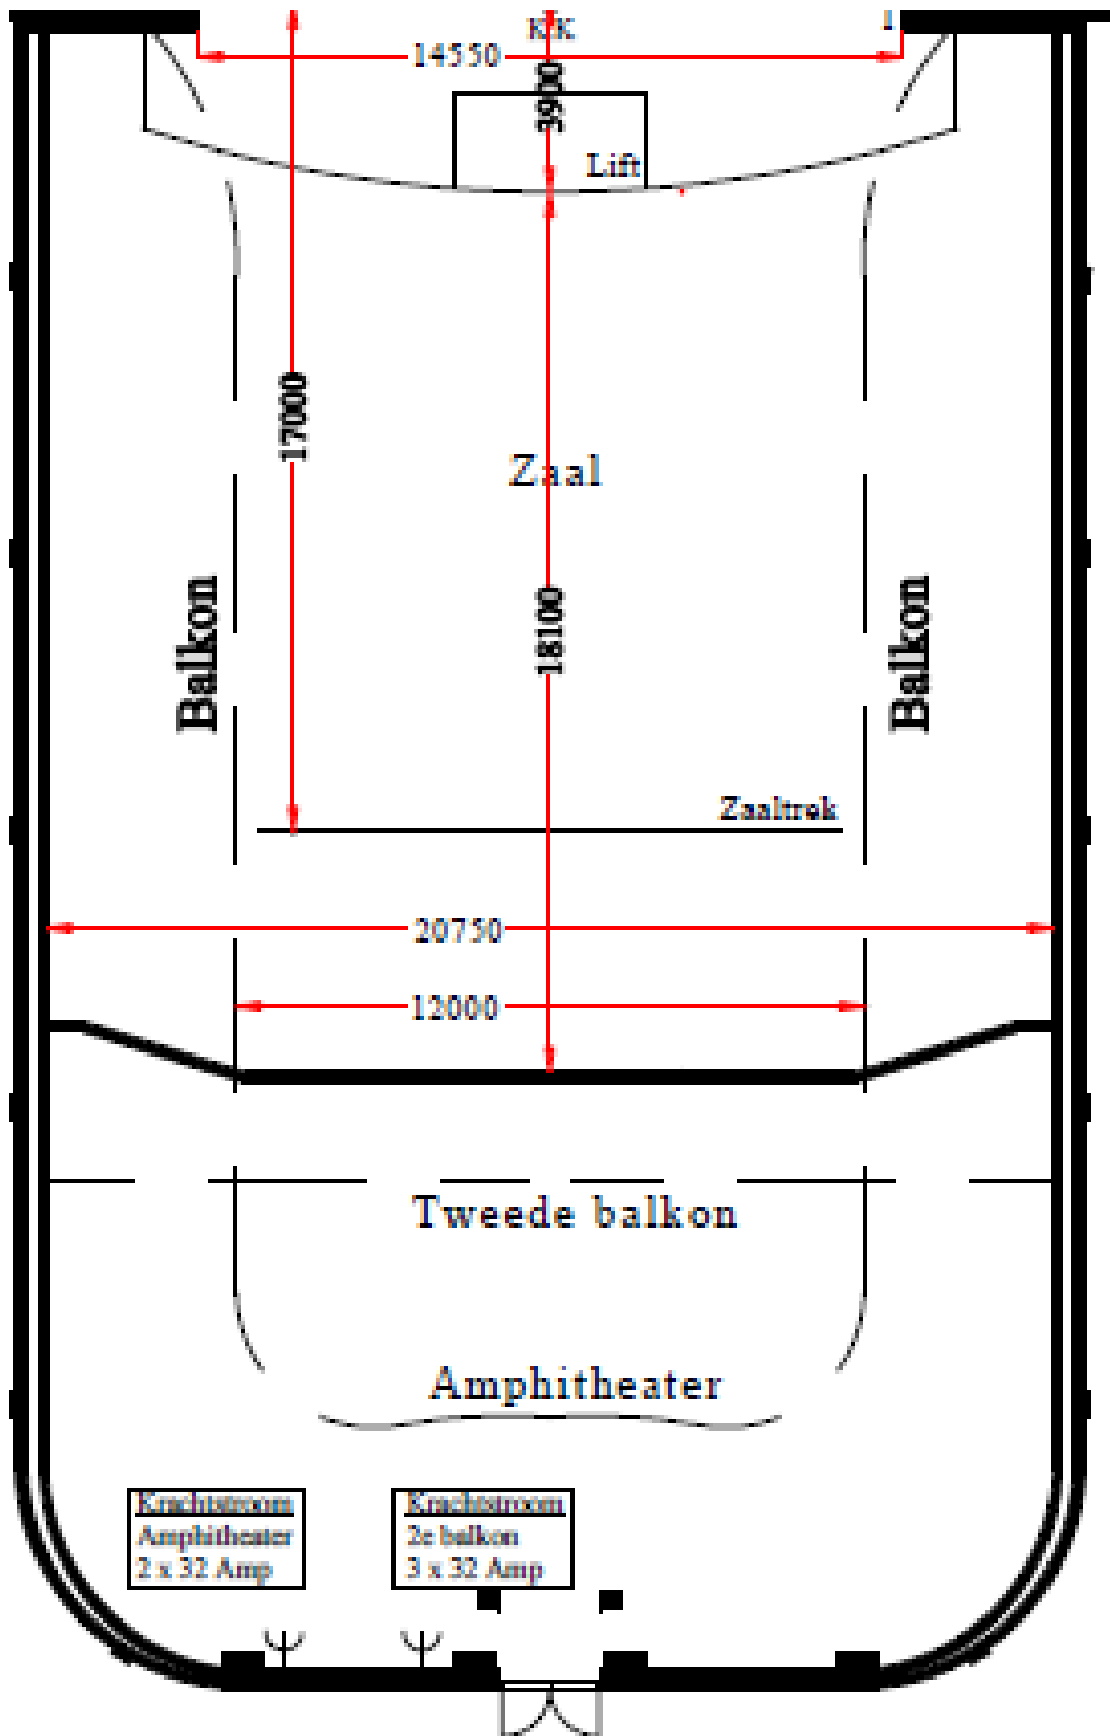 KK
1
14550
3900
Lift
17000
Zaal
18100
Balkon
Balkon
Zaaltrek
20750
12000
Tweede balkon
Amphitheater
Krachtstroom
Amphitheater
2 x 32 Amp
Krachtstroom
2e balkon
3 x 32 Amp